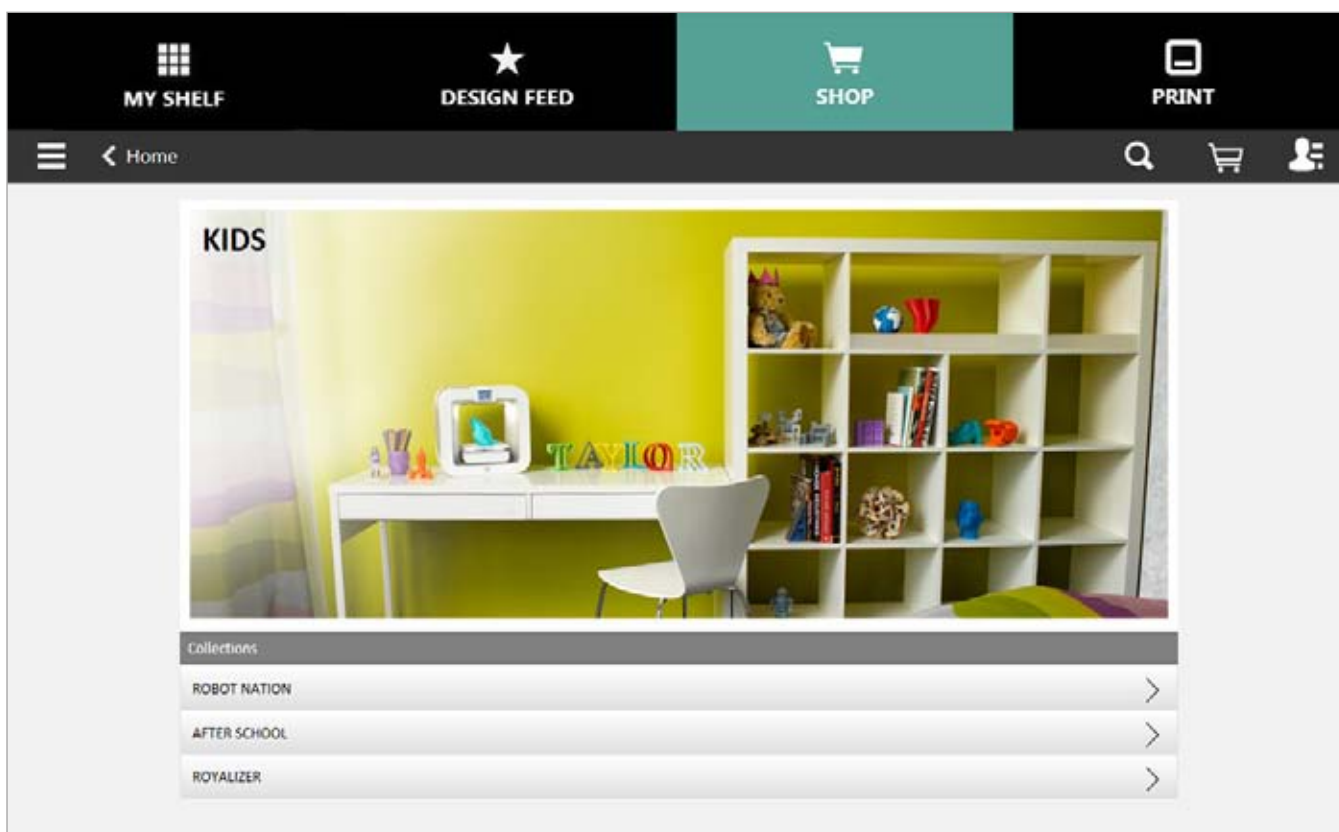 MY SHELF
DESIGN FEED
SHOP
PRINT
Home
KIDS
TAYLOR
Collections
ROBOT NATION
AFTER SCHOOL
ROYALIZER